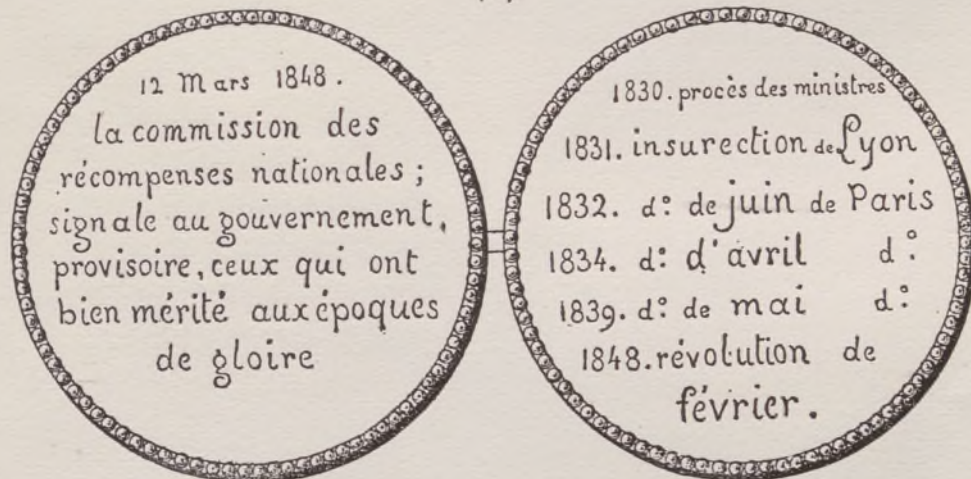 12 Mars 1848.
la commission des
récompenses nationales ;
signale au gouvernement,
provisoire, ceux qui ont
bien mérité aux époques
de gloire
1830. procès des ministres
1831. insurection de Lyon
1832. d.º de juin de Paris
1834. d.º d'avril d.º
1839. d.º de mai d.º
1848. révolution de
février.